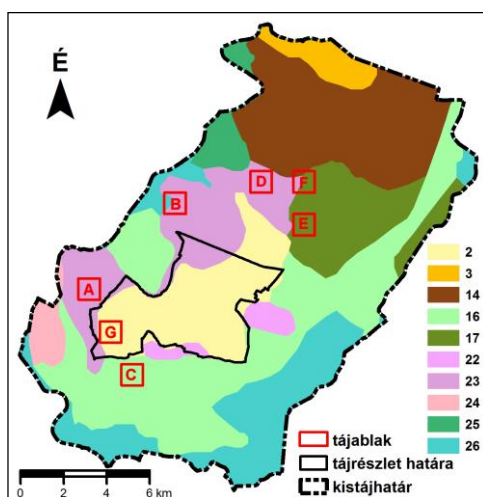 É
D
F
B
E
A
G
C
2
3
14
16
17
22
23
24
25
26
tájablak
tájrészlet határa
kistájhatár
0 2 4 6 km